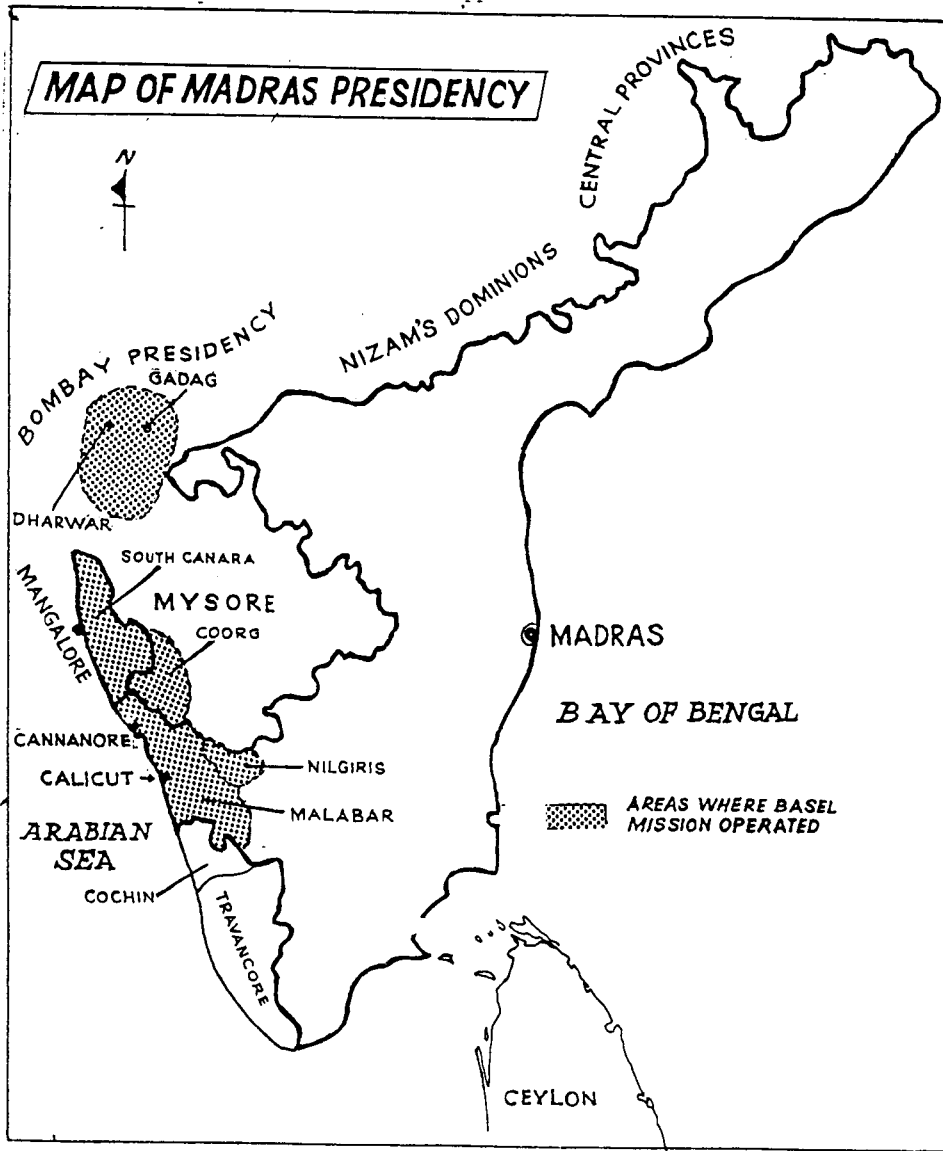 MAP OF MADRAS PRESIDENCY
N
CENTRAL PROVINCES
NIZAM'S DOMINIONS
BOMBAY PRESIDENCY
GADAG
DHARWAR
SOUTH CANARA
MANGALORE
MYSORE
COORG
MADRAS
BAY OF BENGAL
CANNANORE
NILGIRIS
CALICUT
MALABAR
AREAS WHERE BASEL
MISSION OPERATED
ARABIAN
SEA
COCHIN
TRAVANCORE
CEYLON